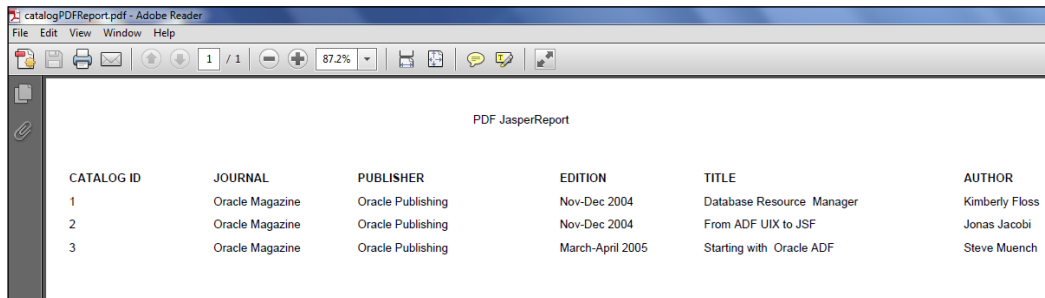 catalogPDFReport.pdf - Adobe Reader
File Edit View Window Help
1 / 1 87.2%
PDF JasperReport
CATALOG ID JOURNAL PUBLISHER EDITION TITLE AUTHOR
1 Oracle Magazine Oracle Publishing Nov-Dec 2004 Database Resource Manager Kimberly Floss
2 Oracle Magazine Oracle Publishing Nov-Dec 2004 From ADF UIX to JSF Jonas Jacobi
3 Oracle Magazine Oracle Publishing March-April 2005 Starting with Oracle ADF Steve Muench